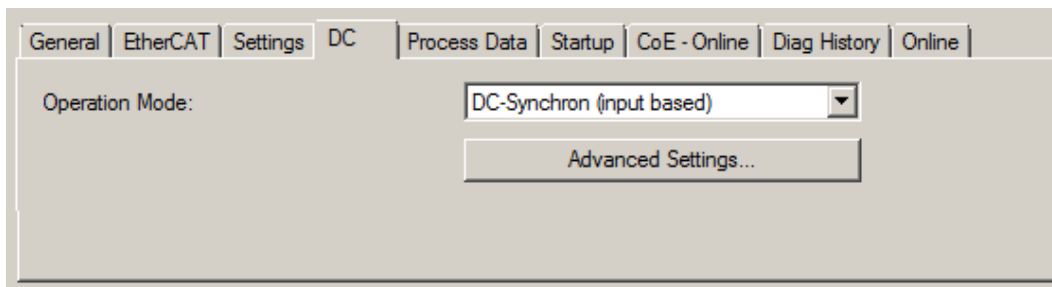 General EtherCAT Settings DC Process Data Startup CoE - Online Diag History Online
Operation Mode: DC-Synchron (input based)
Advanced Settings...